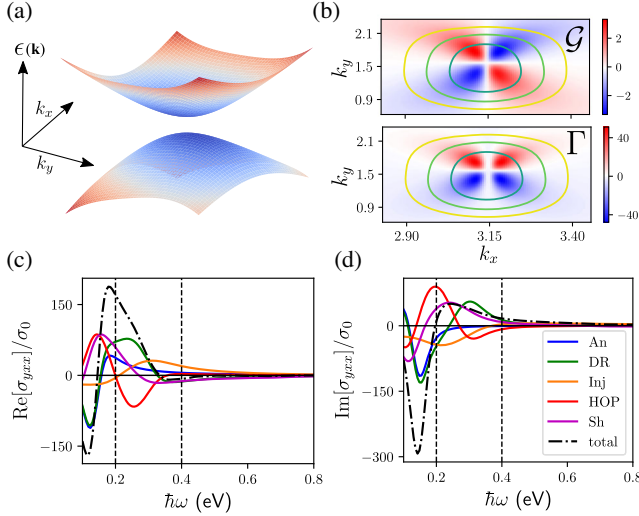 (a)
ϵ(k)
k_x
k_y
(b)
2.1
k_y 1.5
0.9
𝒢
2
0
−2
2.1
k_y 1.5
0.9
Γ
40
0
−40
2.90 3.15 3.40
k_x
(c)
Re[σ_yxx]/σ_0
150
0
−150
0.2 0.4 0.6 0.8
ħω (eV)
(d)
Im[σ_yxx]/σ_0
150
0
−150
−300
An
DR
Inj
HOP
Sh
total
0.2 0.4 0.6 0.8
ħω (eV)